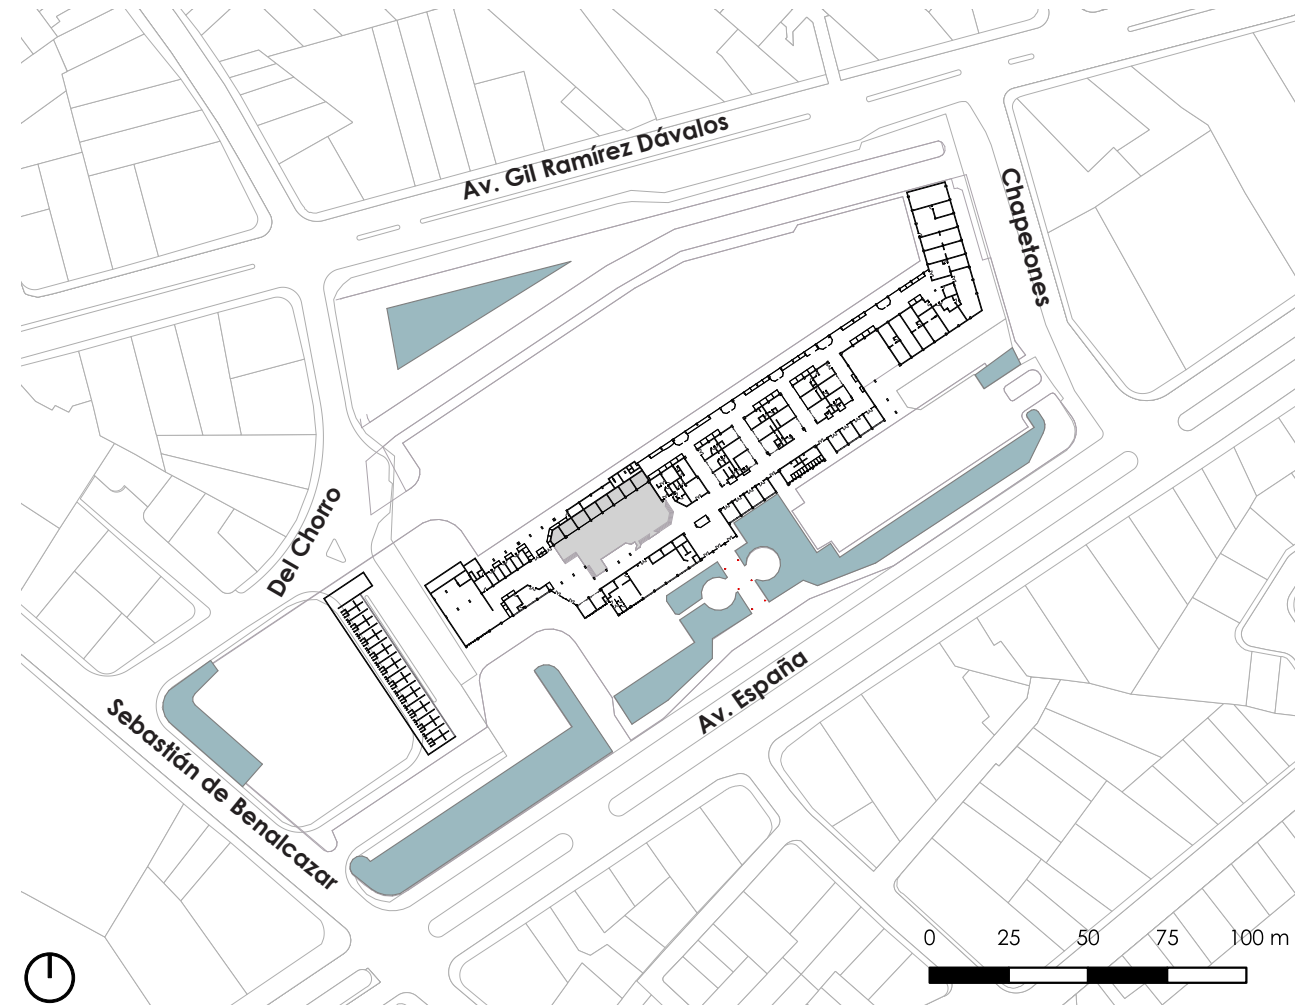 Av. Gil Ramírez Dávalos
Chapetones
Del Chorro
Av. España
Sebastián de Benalcazar
0 25 50 75 100 m